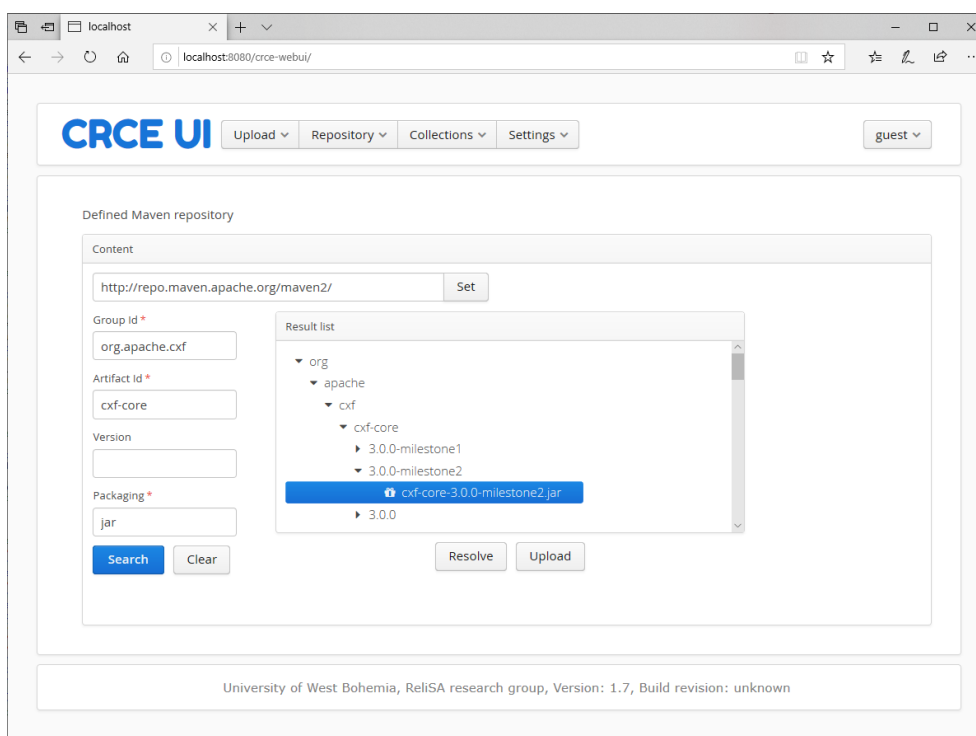 localhost
localhost:8080/crce-webui/
CRCE UI
Upload
Repository
Collections
Settings
guest
Defined Maven repository
Content
http://repo.maven.apache.org/maven2/
Set
Group Id *
org.apache.cxf
Artifact Id *
cxf-core
Version
Packaging *
jar
Search
Clear
Result list
org
apache
cxf
cxf-core
3.0.0-milestone1
3.0.0-milestone2
cxf-core-3.0.0-milestone2.jar
3.0.0
Resolve
Upload
University of West Bohemia, ReliSA research group, Version: 1.7, Build revision: unknown